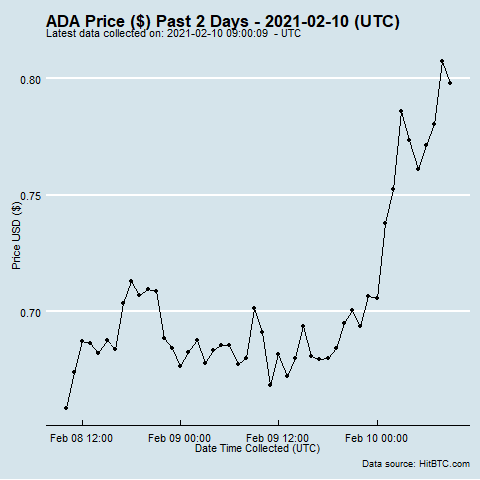 ADA Price ($) Past 2 Days - 2021-02-10 (UTC)
Latest data collected on: 2021-02-10 09:00:09 - UTC
0.80
0.75
0.70
Price USD ($)
Feb 08 12:00 Feb 09 00:00 Feb 09 12:00 Feb 10 00:00
Date Time Collected (UTC)
Data source: HitBTC.com